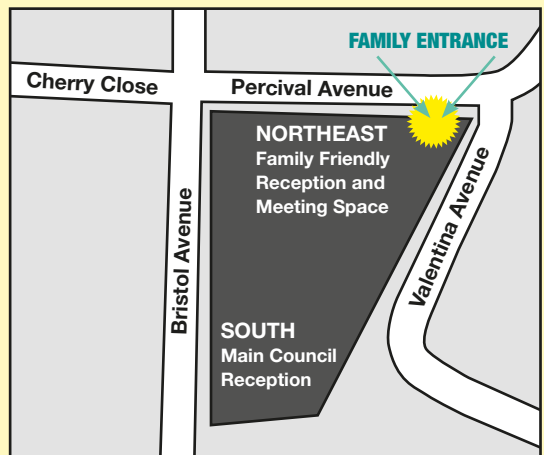 FAMILY ENTRANCE
Cherry Close
Percival Avenue
NORTHEAST
Family Friendly
Reception and
Meeting Space
Bristol Avenue
Valentina Avenue
SOUTH
Main Council
Reception